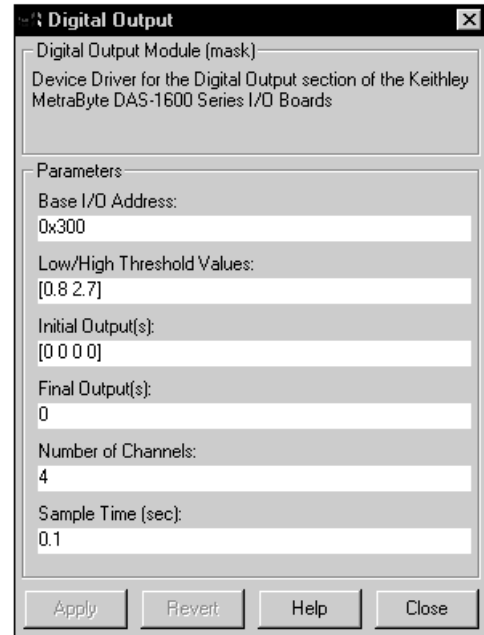 Digital Output
Digital Output Module (mask)
Device Driver for the Digital Output section of the Keithley
MetraByte DAS-1600 Series I/O Boards
Parameters
Base I/O Address:
0x300
Low/High Threshold Values:
[0.8 2.7]
Initial Output(s):
[0 0 0 0]
Final Output(s):
0
Number of Channels:
4
Sample Time (sec):
0.1
Apply Revert Help Close